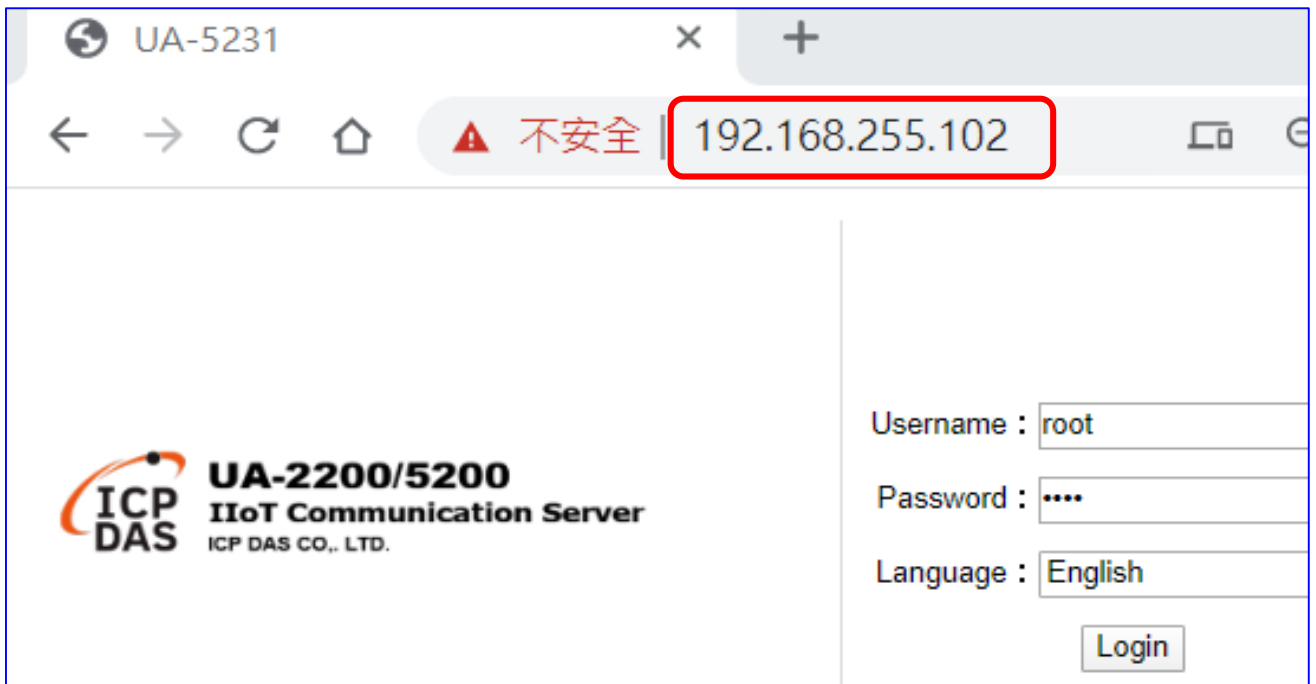 UA-5231
不安全 | 192.168.255.102
ICP DAS
UA-2200/5200
IIoT Communication Server
ICP DAS CO,. LTD.
Username : root
Password : ••••
Language : English
Login